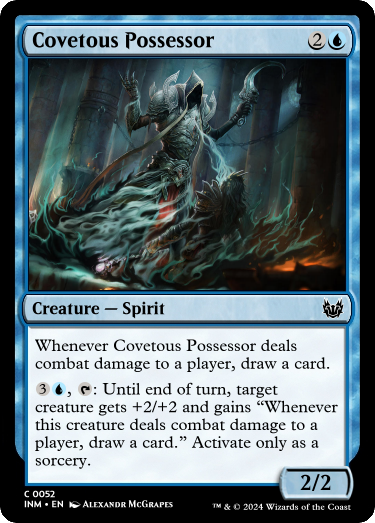 Covetous Possessor 2
Creature — Spirit
Whenever Covetous Possessor deals
combat damage to a player, draw a card.
3, : Until end of turn, target
creature gets +2/+2 and gains “Whenever
this creature deals combat damage to a
player, draw a card.” Activate only as a
sorcery.
2/2
C 0052
INM • EN Alexandr McGrapes
™ & © 2024 Wizards of the Coast